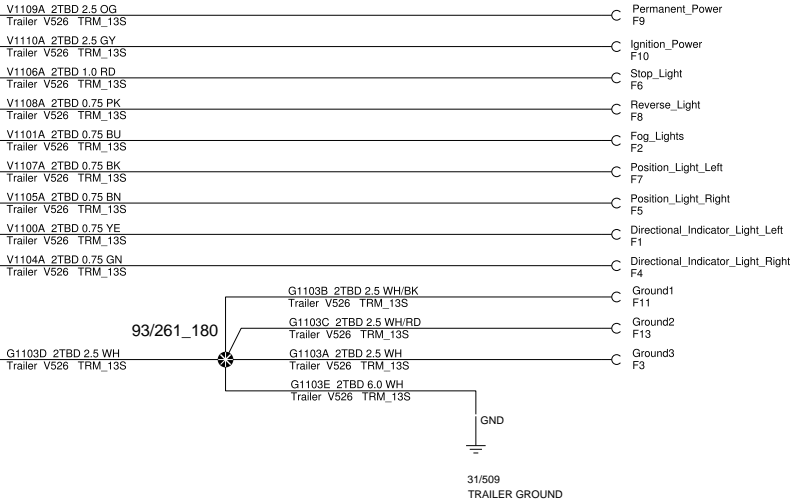 V1109A 2TBD 2.5 OG
Trailer V526 TRM_13S
Permanent_Power
F9
V1110A 2TBD 2.5 GY
Trailer V526 TRM_13S
Ignition_Power
F10
V1106A 2TBD 1.0 RD
Trailer V526 TRM_13S
Stop_Light
F6
V1108A 2TBD 0.75 PK
Trailer V526 TRM_13S
Reverse_Light
F8
V1101A 2TBD 0.75 BU
Trailer V526 TRM_13S
Fog_Lights
F2
V1107A 2TBD 0.75 BK
Trailer V526 TRM_13S
Position_Light_Left
F7
V1105A 2TBD 0.75 BN
Trailer V526 TRM_13S
Position_Light_Right
F5
V1100A 2TBD 0.75 YE
Trailer V526 TRM_13S
Directional_Indicator_Light_Left
F1
V1104A 2TBD 0.75 GN
Trailer V526 TRM_13S
Directional_Indicator_Light_Right
F4
G1103B 2TBD 2.5 WH/BK
Trailer V526 TRM_13S
Ground1
F11
93/261_180
G1103C 2TBD 2.5 WH/RD
Trailer V526 TRM_13S
Ground2
F13
G1103D 2TBD 2.5 WH
Trailer V526 TRM_13S
G1103A 2TBD 2.5 WH
Trailer V526 TRM_13S
Ground3
F3
G1103E 2TBD 6.0 WH
Trailer V526 TRM_13S
GND
31/509
TRAILER GROUND